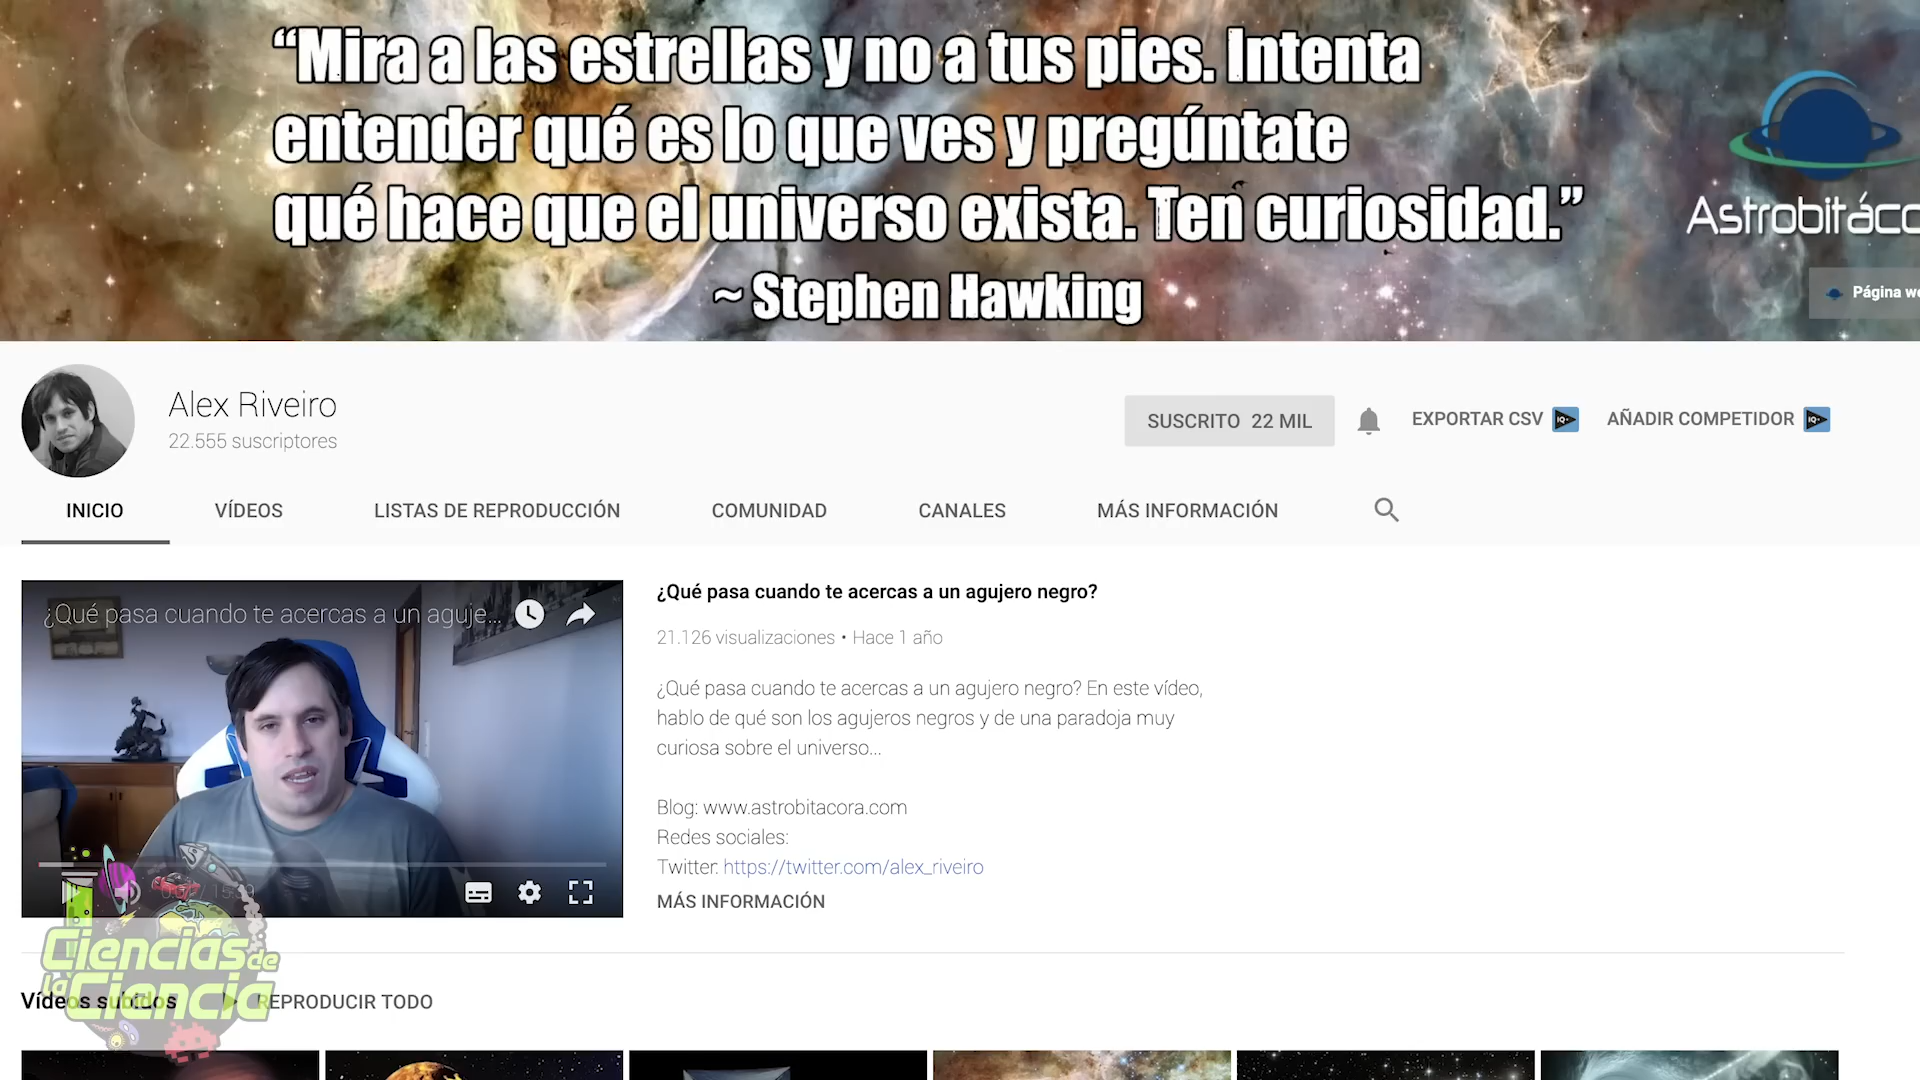 “Mira a las estrellas y no a tus pies. Intenta
entender qué es lo que ves y pregúntate
qué hace que el universo exista. Ten curiosidad.”
~ Stephen Hawking
Astrobitáco
Página we
Alex Riveiro
22.555 suscriptores
SUSCRITO 22 MIL
EXPORTAR CSV
AÑADIR COMPETIDOR
INICIO
VÍDEOS
LISTAS DE REPRODUCCIÓN
COMUNIDAD
CANALES
MÁS INFORMACIÓN
¿Qué pasa cuando te acercas a un aguje...
¿Qué pasa cuando te acercas a un agujero negro?
21.126 visualizaciones • Hace 1 año
¿Qué pasa cuando te acercas a un agujero negro? En este vídeo,
hablo de qué son los agujeros negros y de una paradoja muy
curiosa sobre el universo...
Blog: www.astrobitacora.com
Redes sociales:
Twitter: https://twitter.com/alex_riveiro
MÁS INFORMACIÓN
Ciencias de
la Ciencia
Vídeos subidos
REPRODUCIR TODO